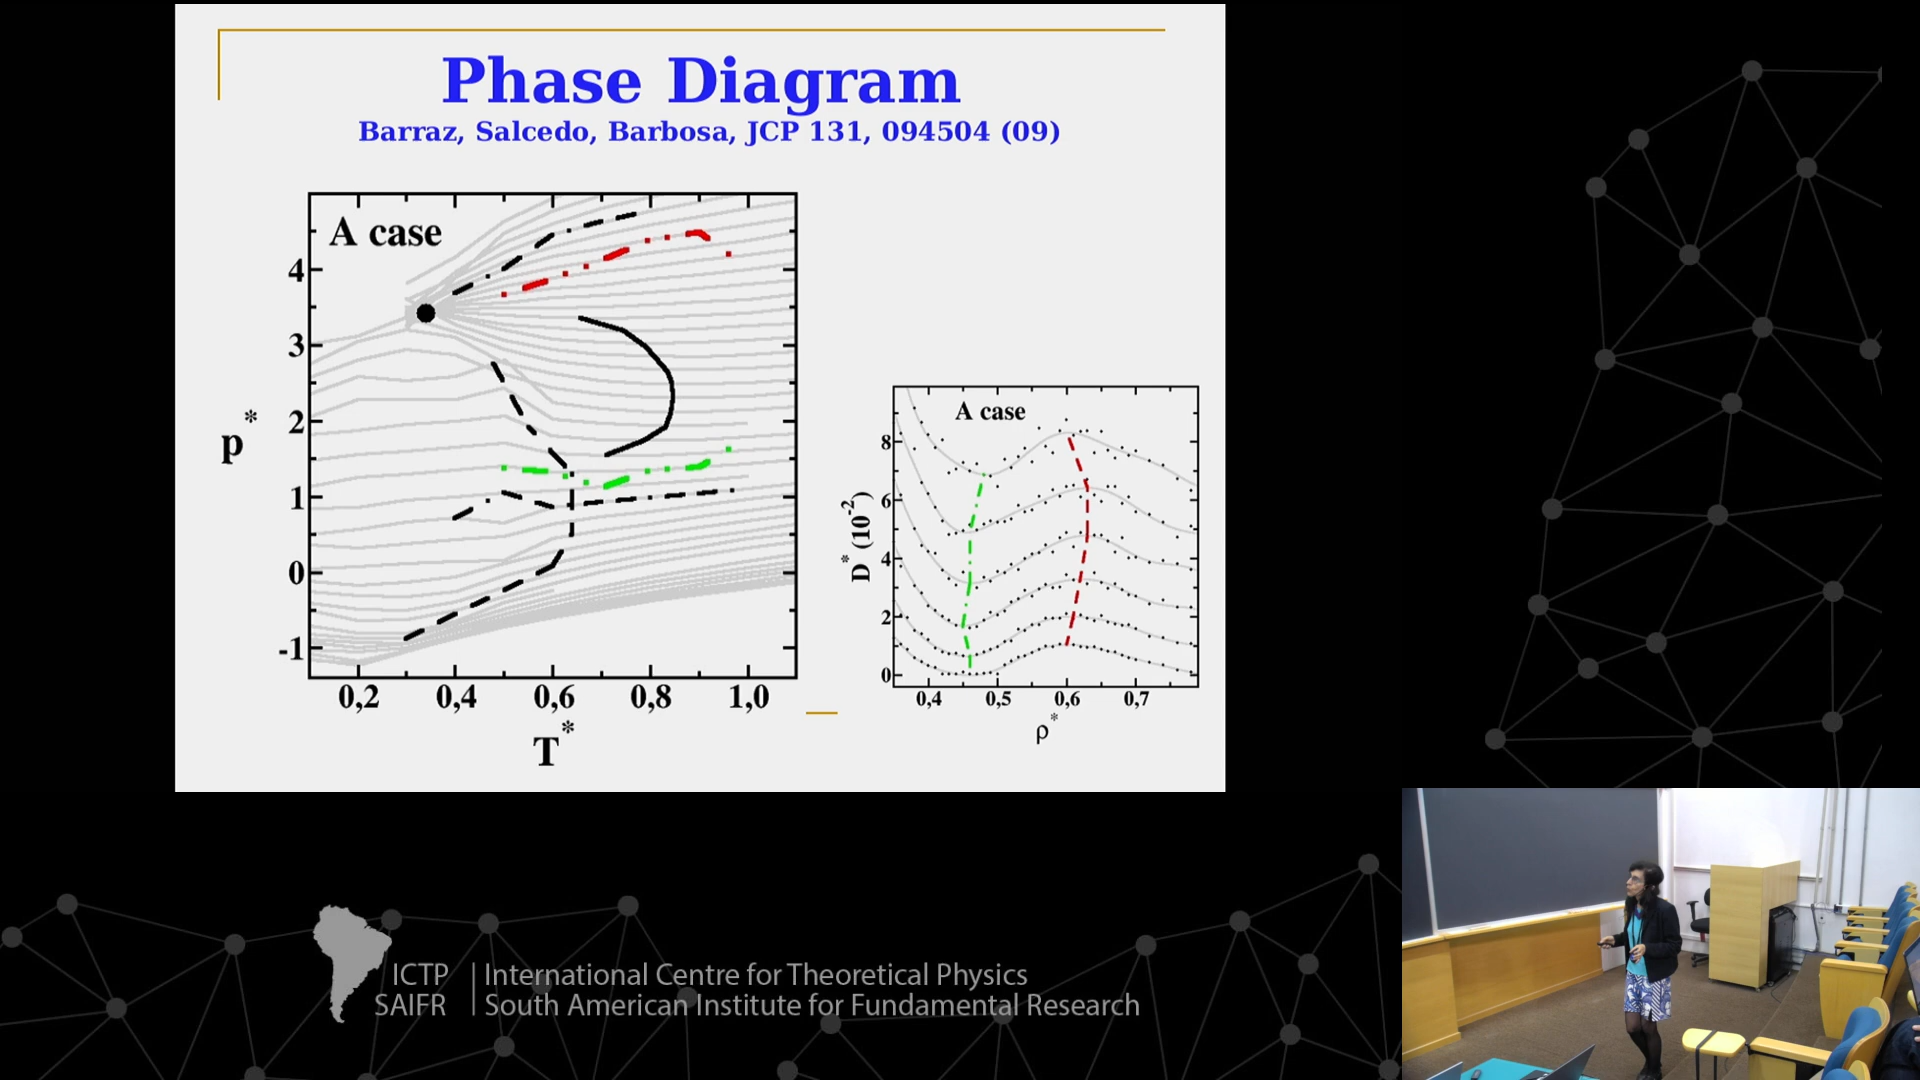 Phase Diagram
Barraz, Salcedo, Barbosa, JCP 131, 094504 (09)
A case
4
3
2
1
0
-1
p*
0,2 0,4 0,6 0,8 1,0
T*
A case
8
6
4
2
0
D* (10-2)
0,4 0,5 0,6 0,7
ρ*
ICTP | International Centre for Theoretical Physics
SAIFR | South American Institute for Fundamental Research